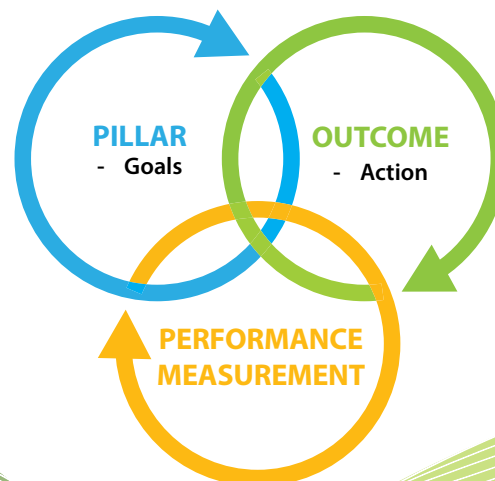 PILLAR
- Goals
OUTCOME
- Action
PERFORMANCE
MEASUREMENT